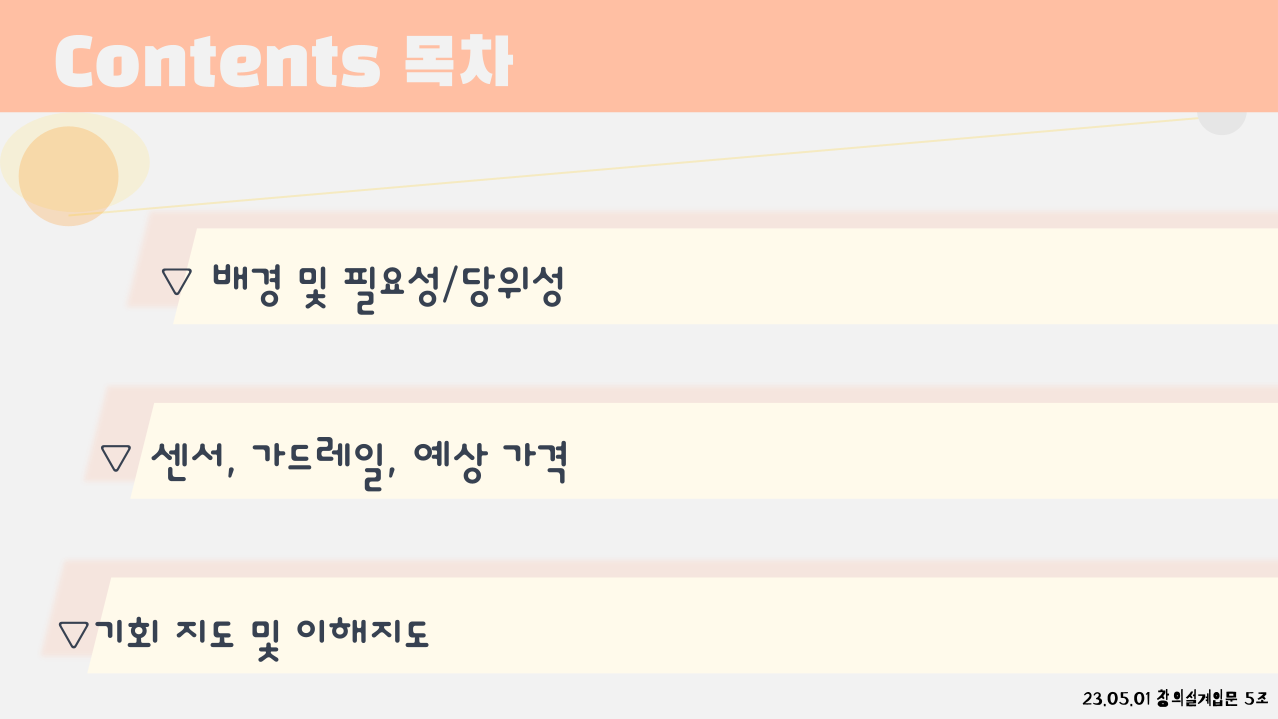 Contents 목차
▽ 배경 및 필요성/당위성
▽ 센서, 가드레일, 예상 가격
▽기회 지도 및 이해지도
23.05.01 창의설계입문 5조